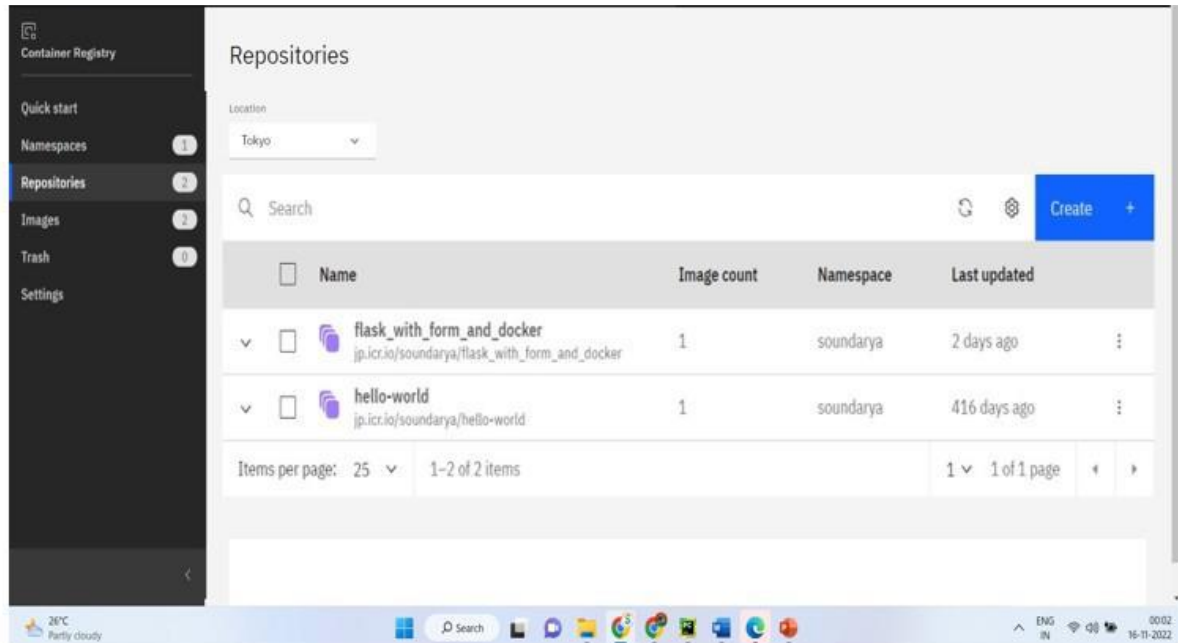 Container Registry
Quick start
Namespaces 1
Repositories 2
Images 2
Trash 0
Settings
Repositories
Location
Tokyo
Search
Create +
Name Image count Namespace Last updated
flask_with_form_and_docker 1 soundarya 2 days ago
jp.icr.io/soundarya/flask_with_form_and_docker
hello-world 1 soundarya 416 days ago
jp.icr.io/soundarya/hello-world
Items per page: 25 1–2 of 2 items 1 1 of 1 page
26°C
Partly cloudy
Search
ENG
IN
00:02
16-11-2022